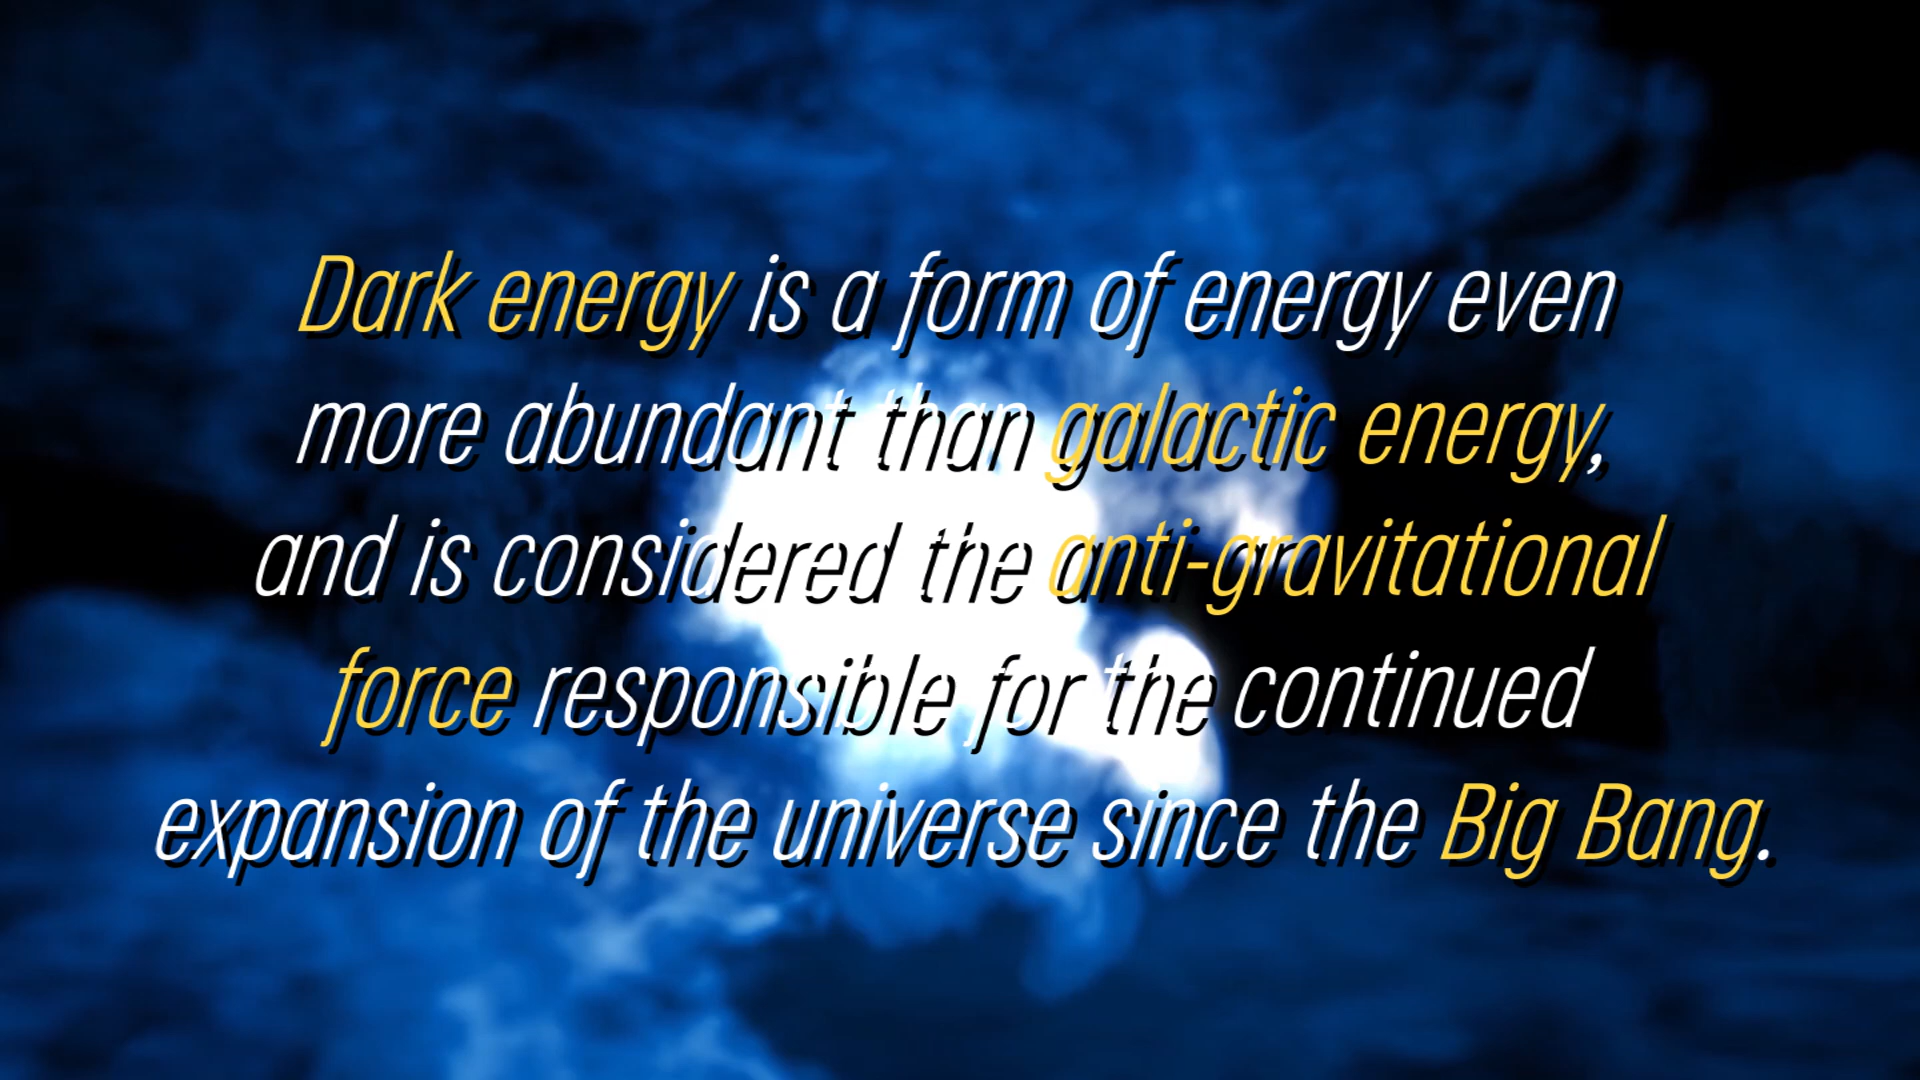 Dark energy is a form of energy even
more abundant than galactic energy,
and is considered the anti-gravitational
force responsible for the continued
expansion of the universe since the Big Bang.